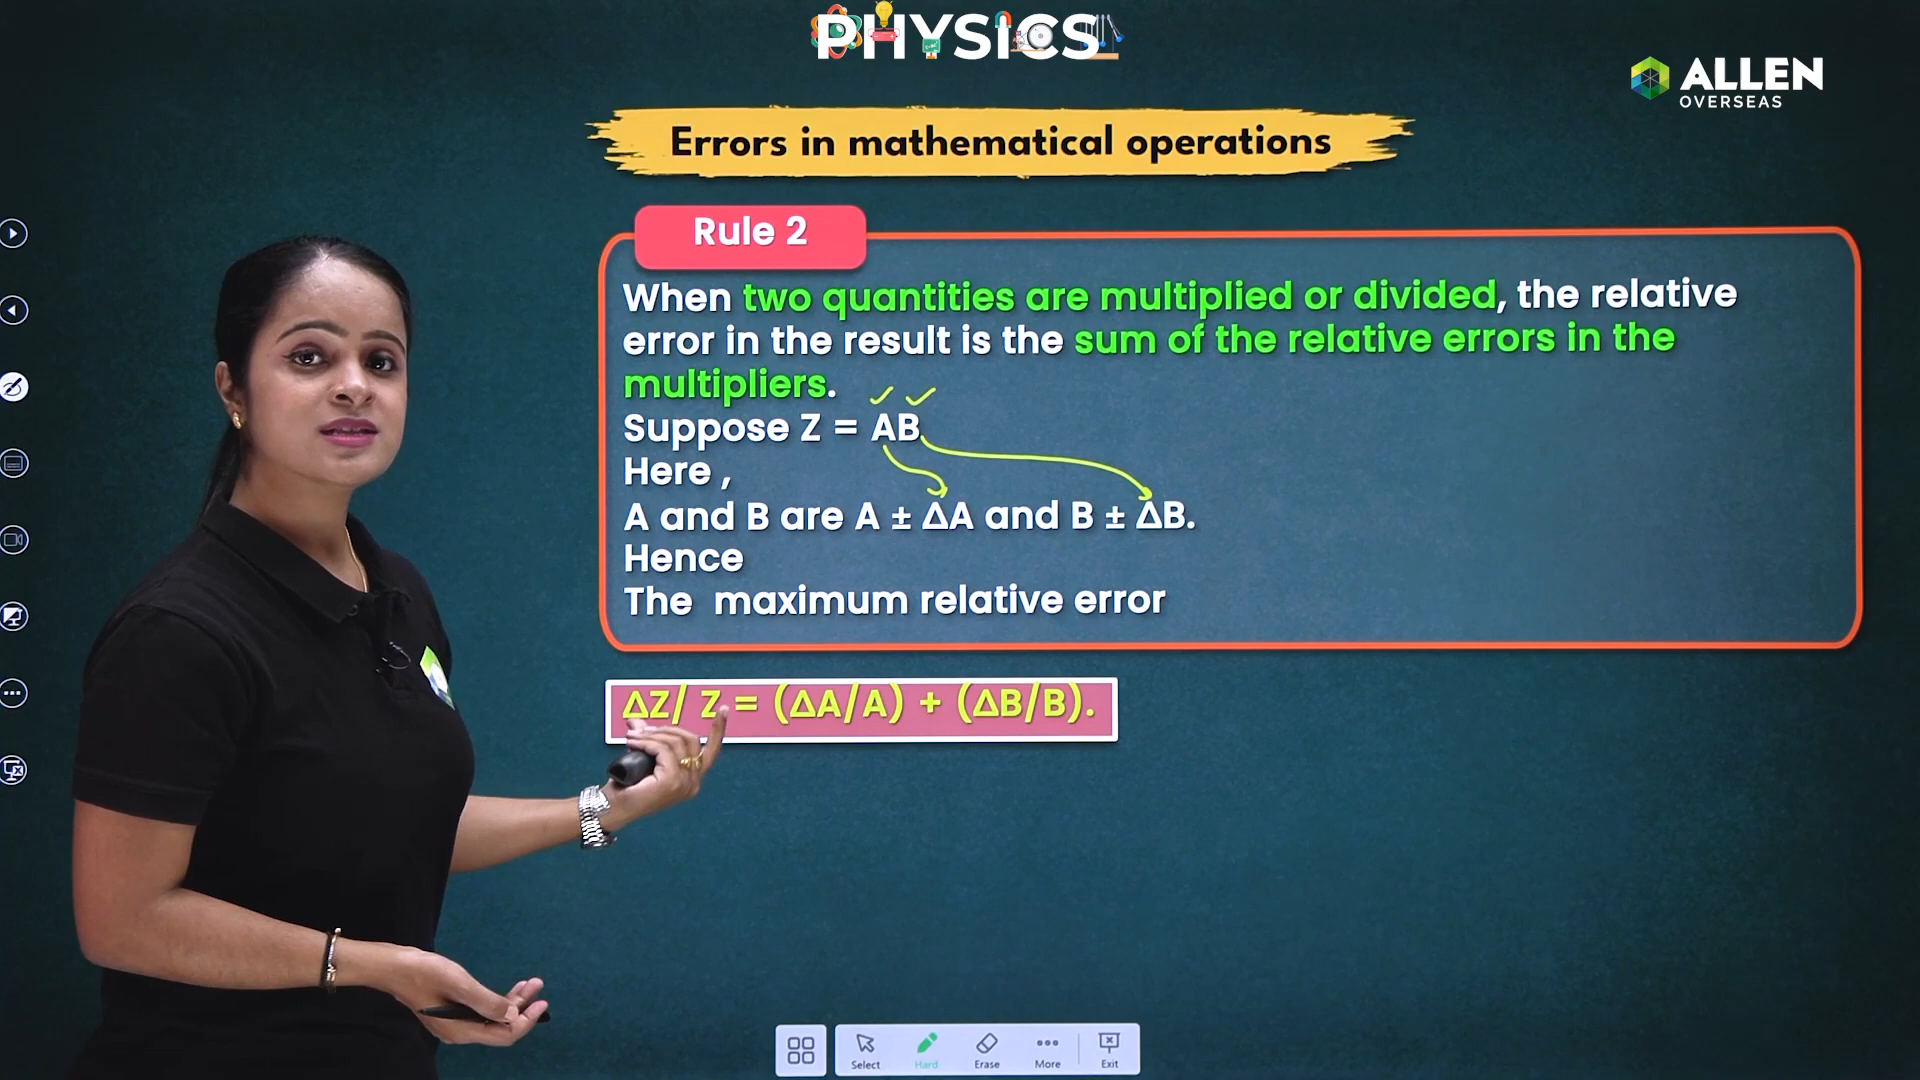 PHYSICS
ALLEN
OVERSEAS
Errors in mathematical operations
Rule 2
When two quantities are multiplied or divided, the relative
error in the result is the sum of the relative errors in the
multipliers.
Suppose Z = AB
Here ,
A and B are A ± ΔA and B ± ΔB.
Hence
The maximum relative error
ΔZ/ Z = (ΔA/A) + (ΔB/B).
Select
Hard
Erase
More
Exit